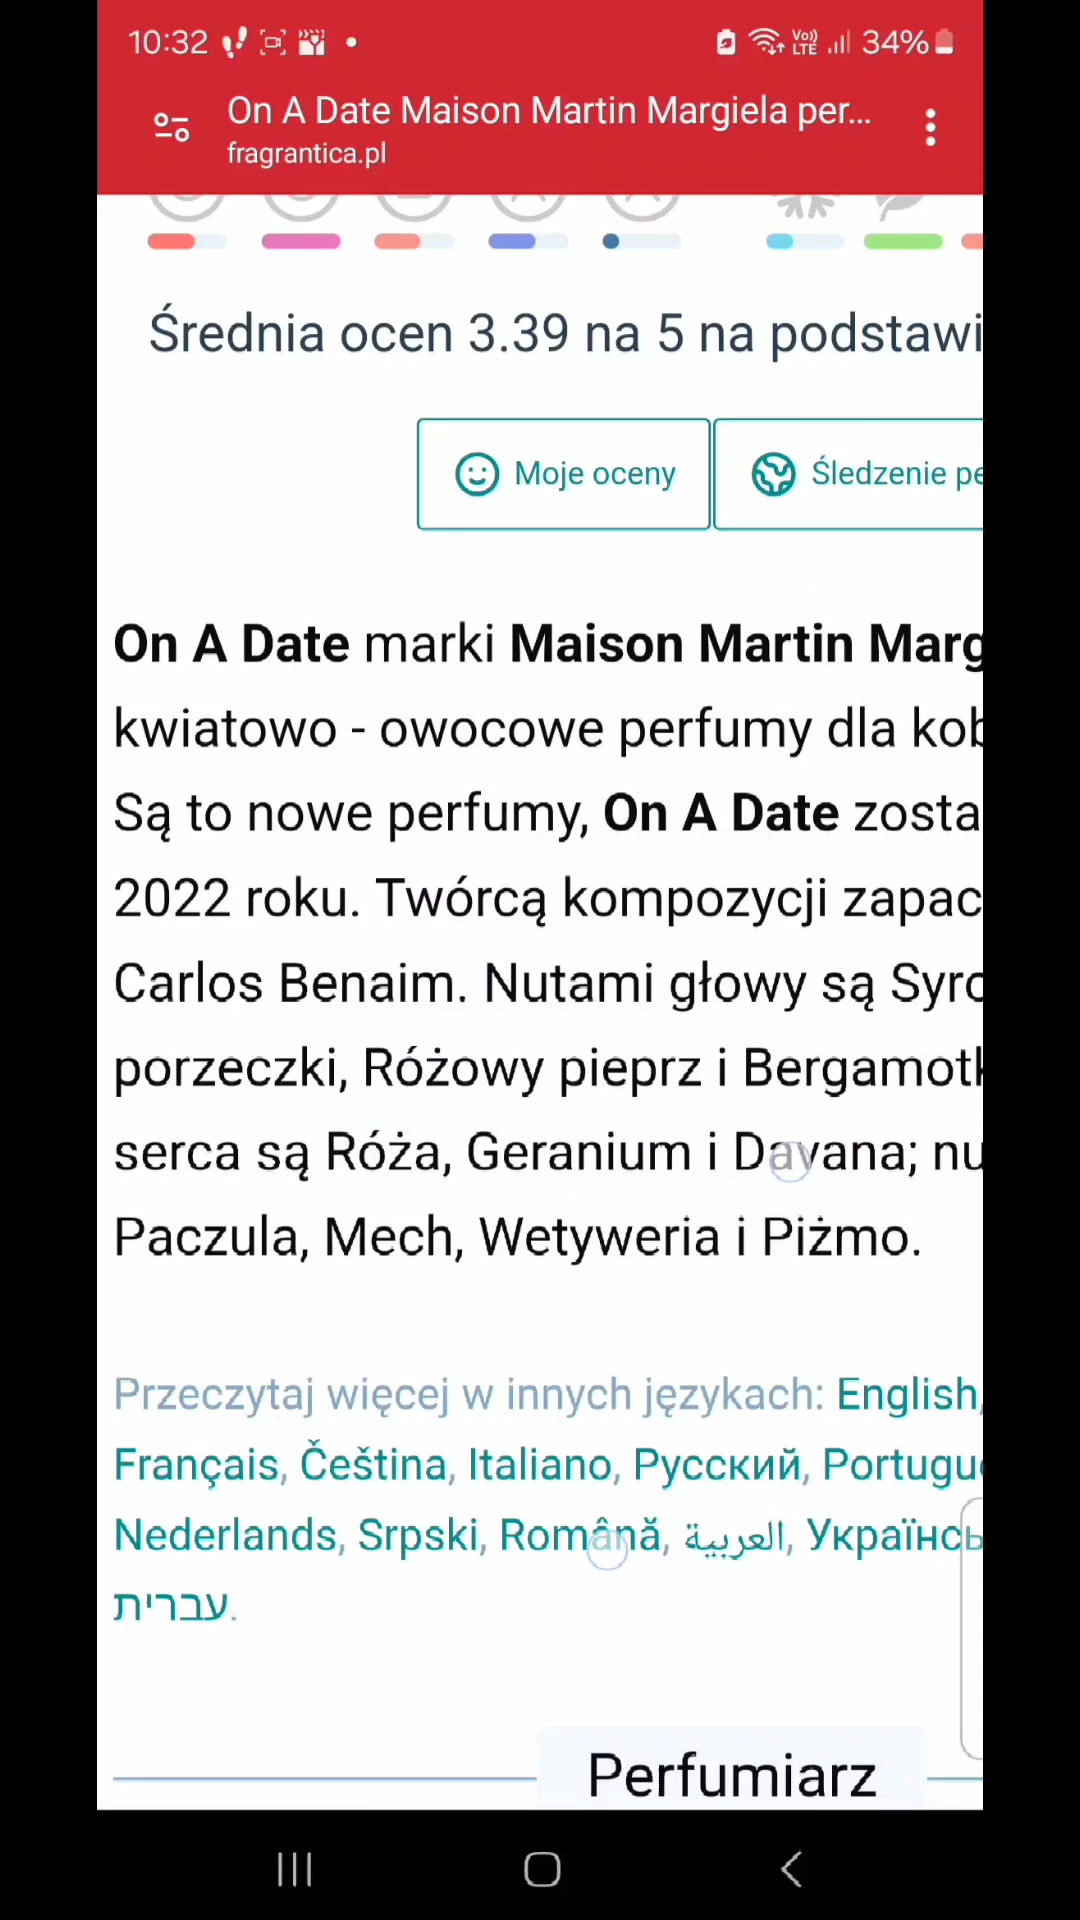 10:32 Vo)) LTE 34%
On A Date Maison Martin Margiela per...
fragrantica.pl
Średnia ocen 3.39 na 5 na podstawi
Moje oceny Śledzenie pe
On A Date marki Maison Martin Marg
kwiatowo - owocowe perfumy dla kob
Są to nowe perfumy, On A Date zosta
2022 roku. Twórcą kompozycji zapac
Carlos Benaim. Nutami głowy są Syro
porzeczki, Różowy pieprz i Bergamotk
serca są Róża, Geranium i Davana; nu
Paczula, Mech, Wetyweria i Piżmo.
Przeczytaj więcej w innych językach: English,
Français, Čeština, Italiano, Русский, Portugu
Nederlands, Srpski, Română, العربية, Українсь
עברית.
Perfumiarz